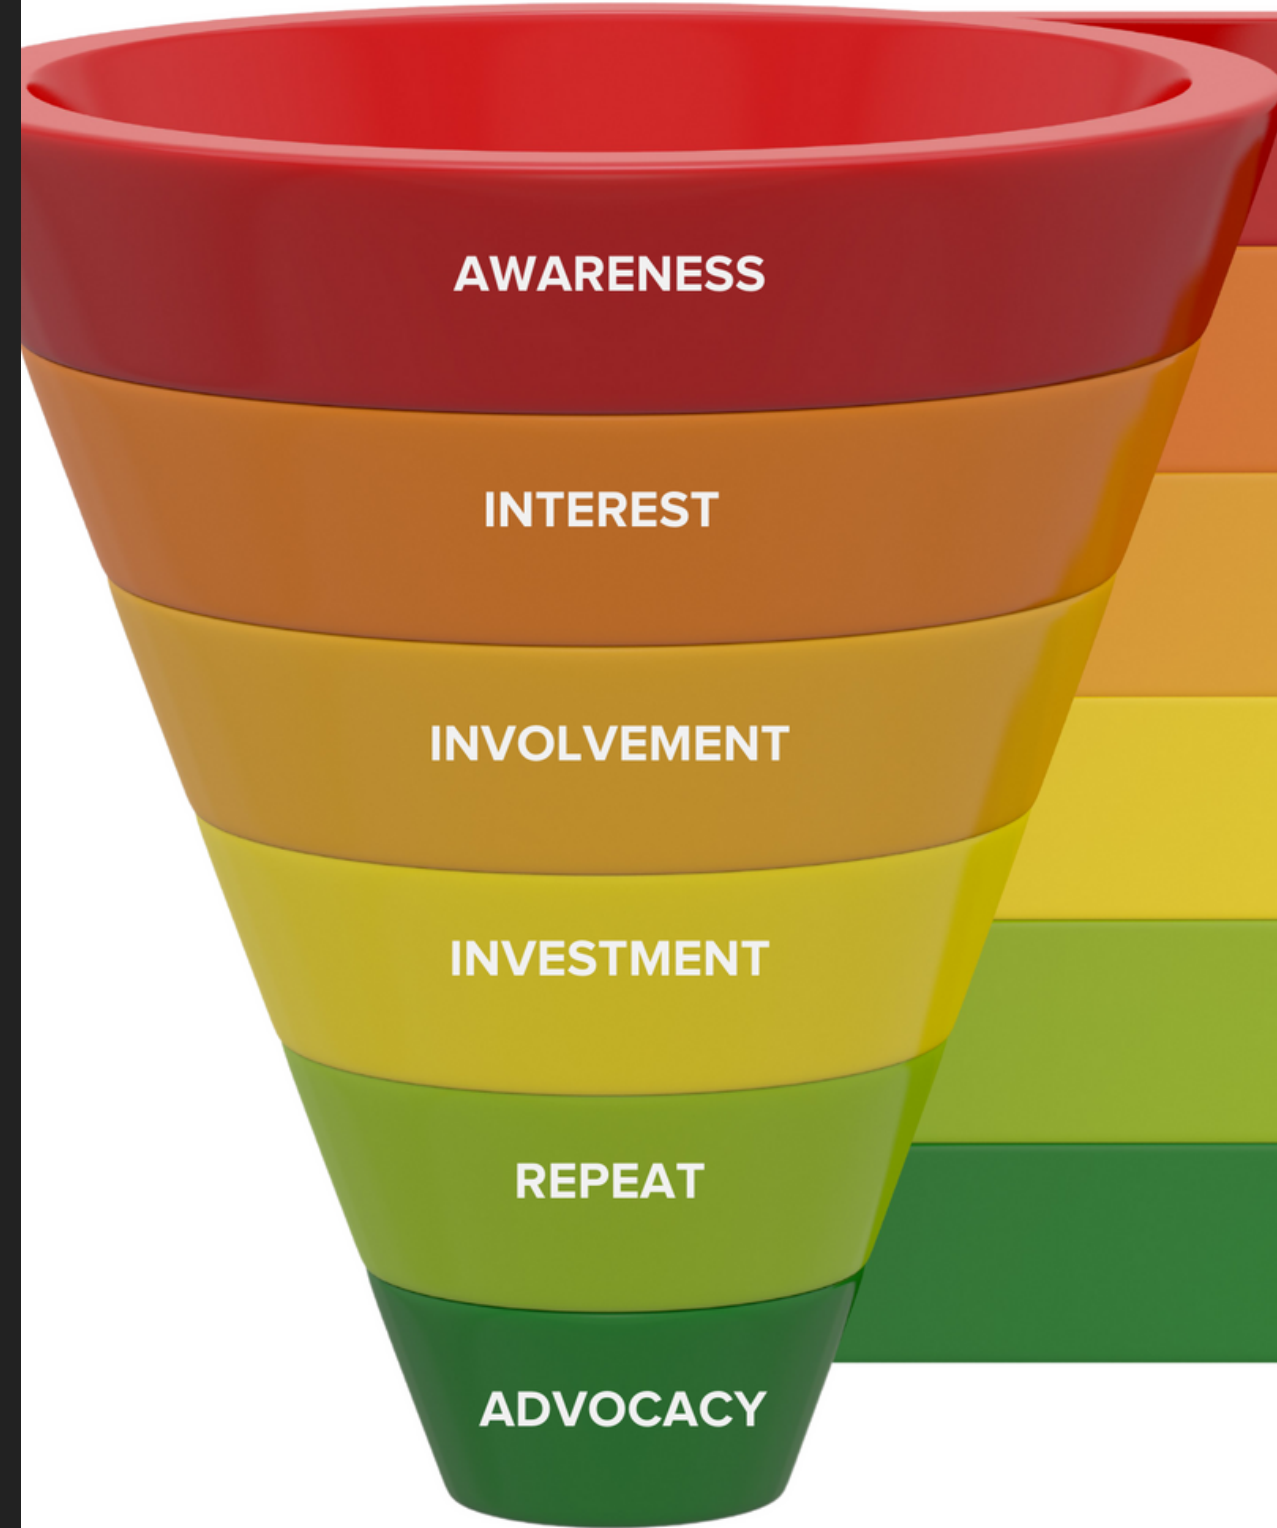 AWARENESS
INTEREST
INVOLVEMENT
INVESTMENT
REPEAT
ADVOCACY